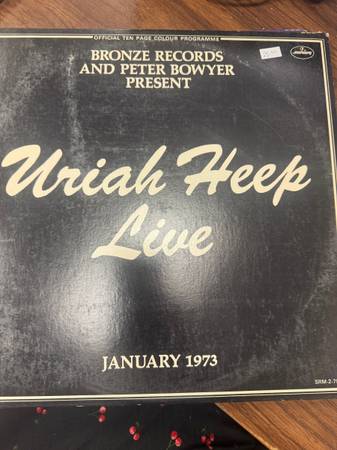 OFFICIAL TEN PAGE COLOUR PROGRAMME
BRONZE RECORDS
AND PETER BOWYER
PRESENT
Uriah Heep
Live
JANUARY 1973